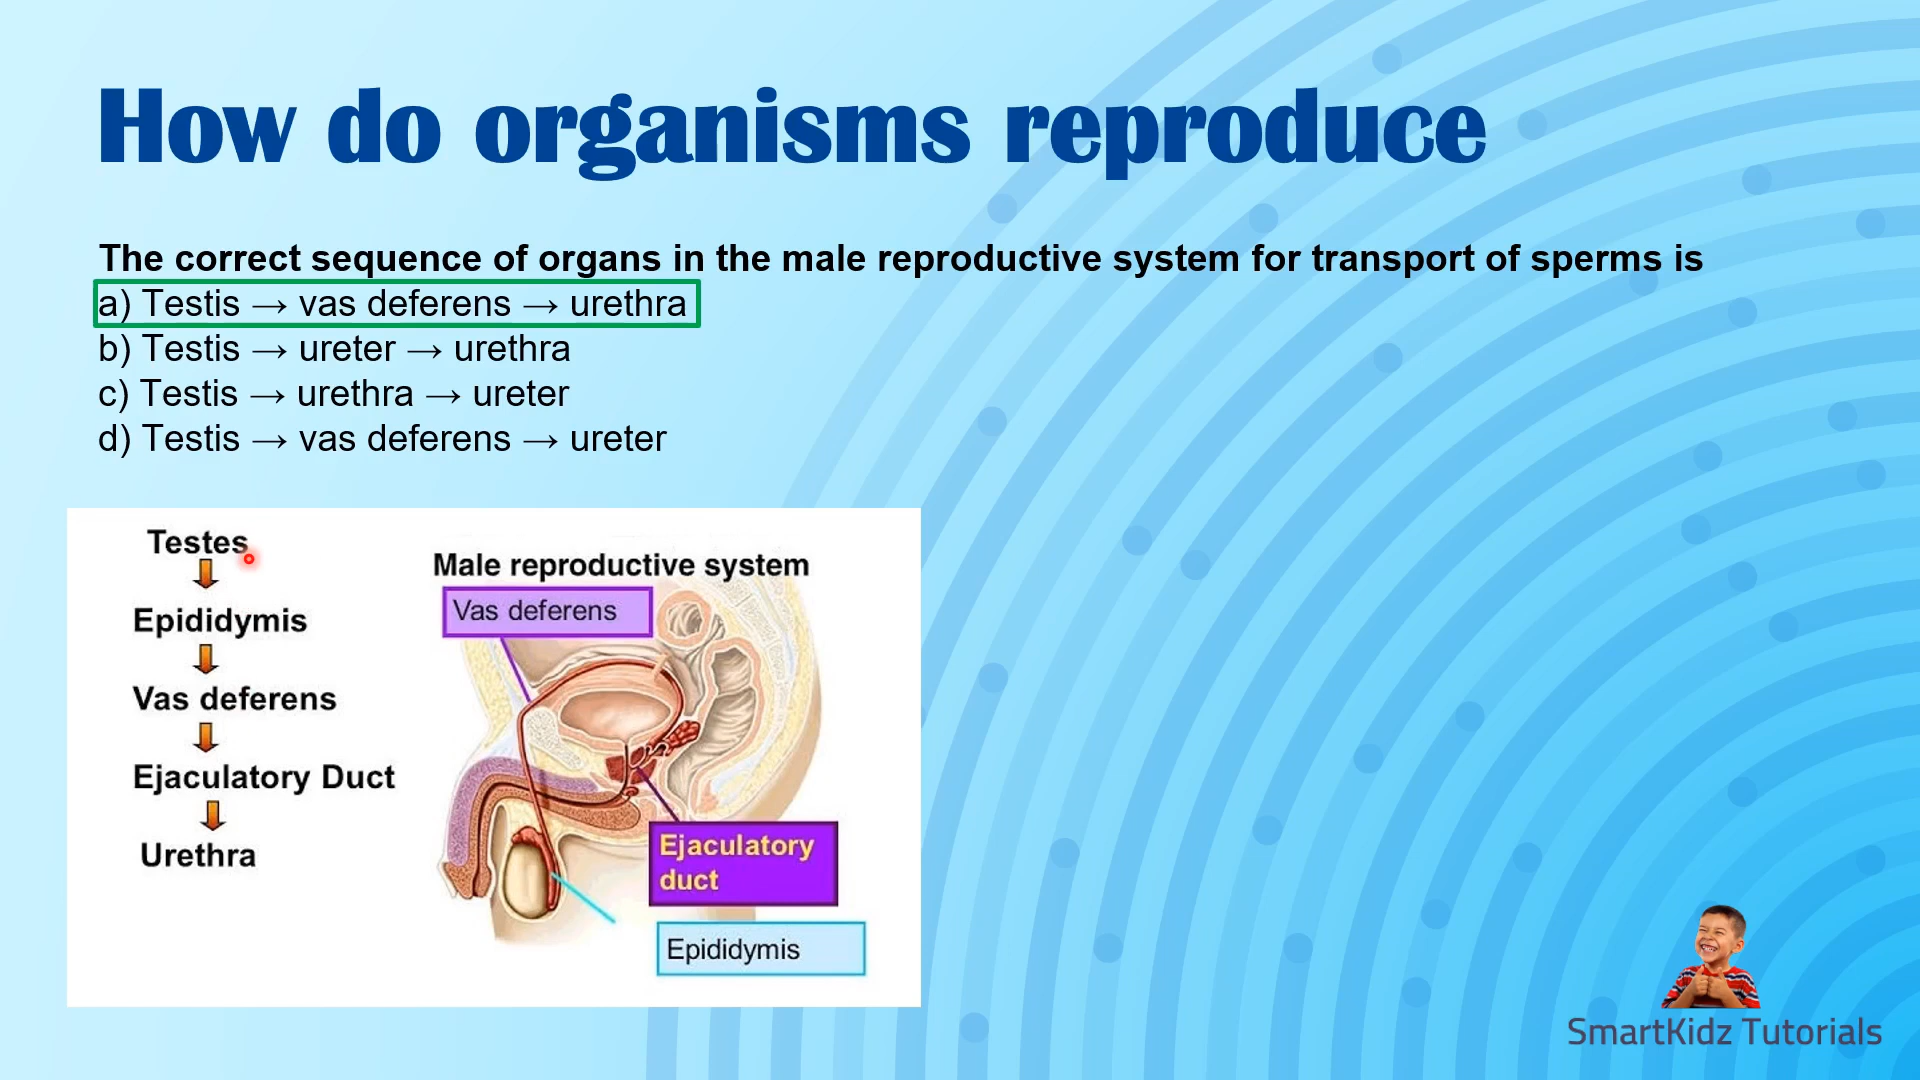 How do organisms reproduce
The correct sequence of organs in the male reproductive system for transport of sperms is
a) Testis → vas deferens → urethra
b) Testis → ureter → urethra
c) Testis → urethra → ureter
d) Testis → vas deferens → ureter
Testes
Epididymis
Vas deferens
Ejaculatory Duct
Urethra
Male reproductive system
Vas deferens
Ejaculatory
duct
Epididymis
SmartKidz Tutorials